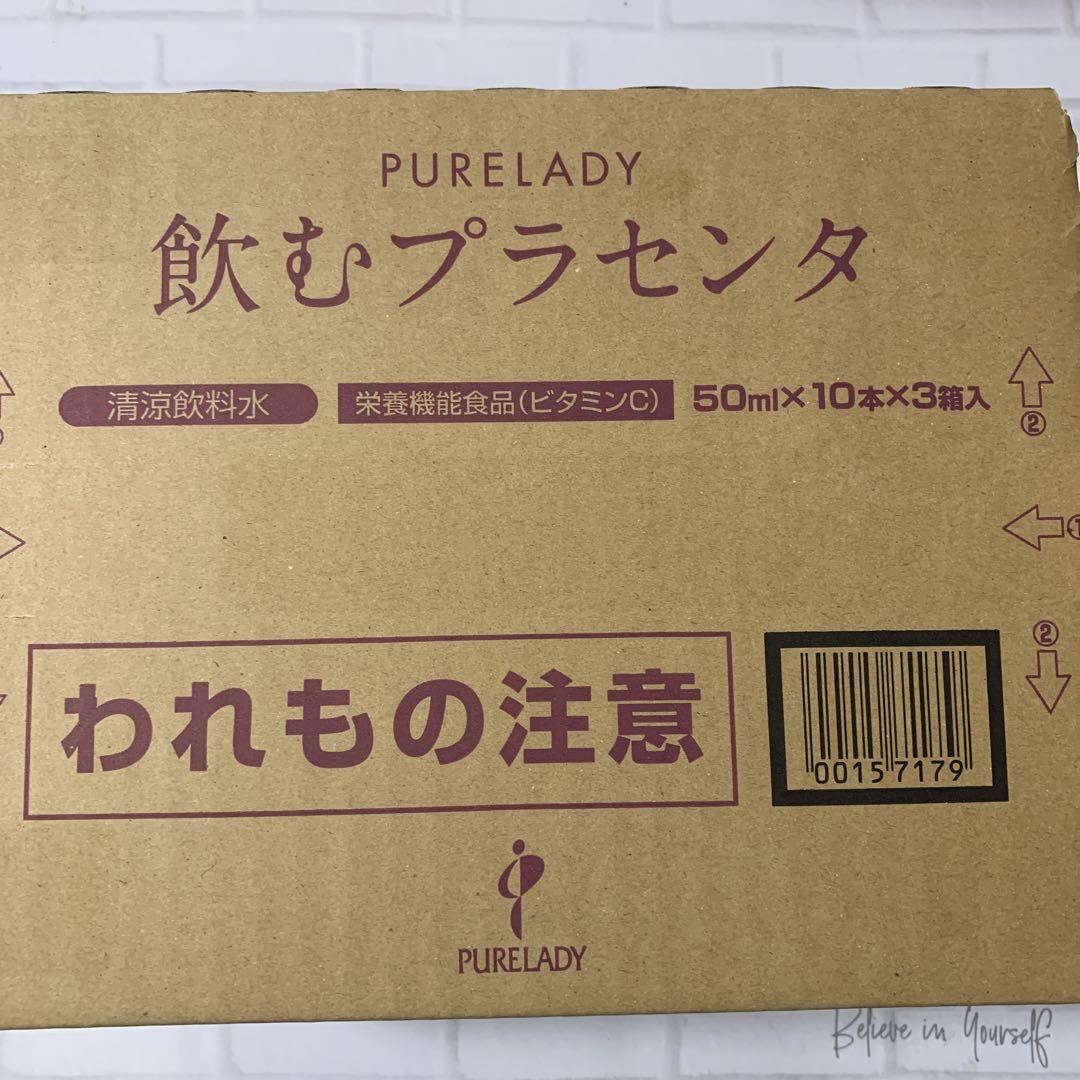 PURELADY
飲むプラセンタ
清涼飲料水 栄養機能食品(ビタミンC) 50ml×10本×3箱入
②
②
われもの注意
00157179
PURELADY
Believe in Yourself